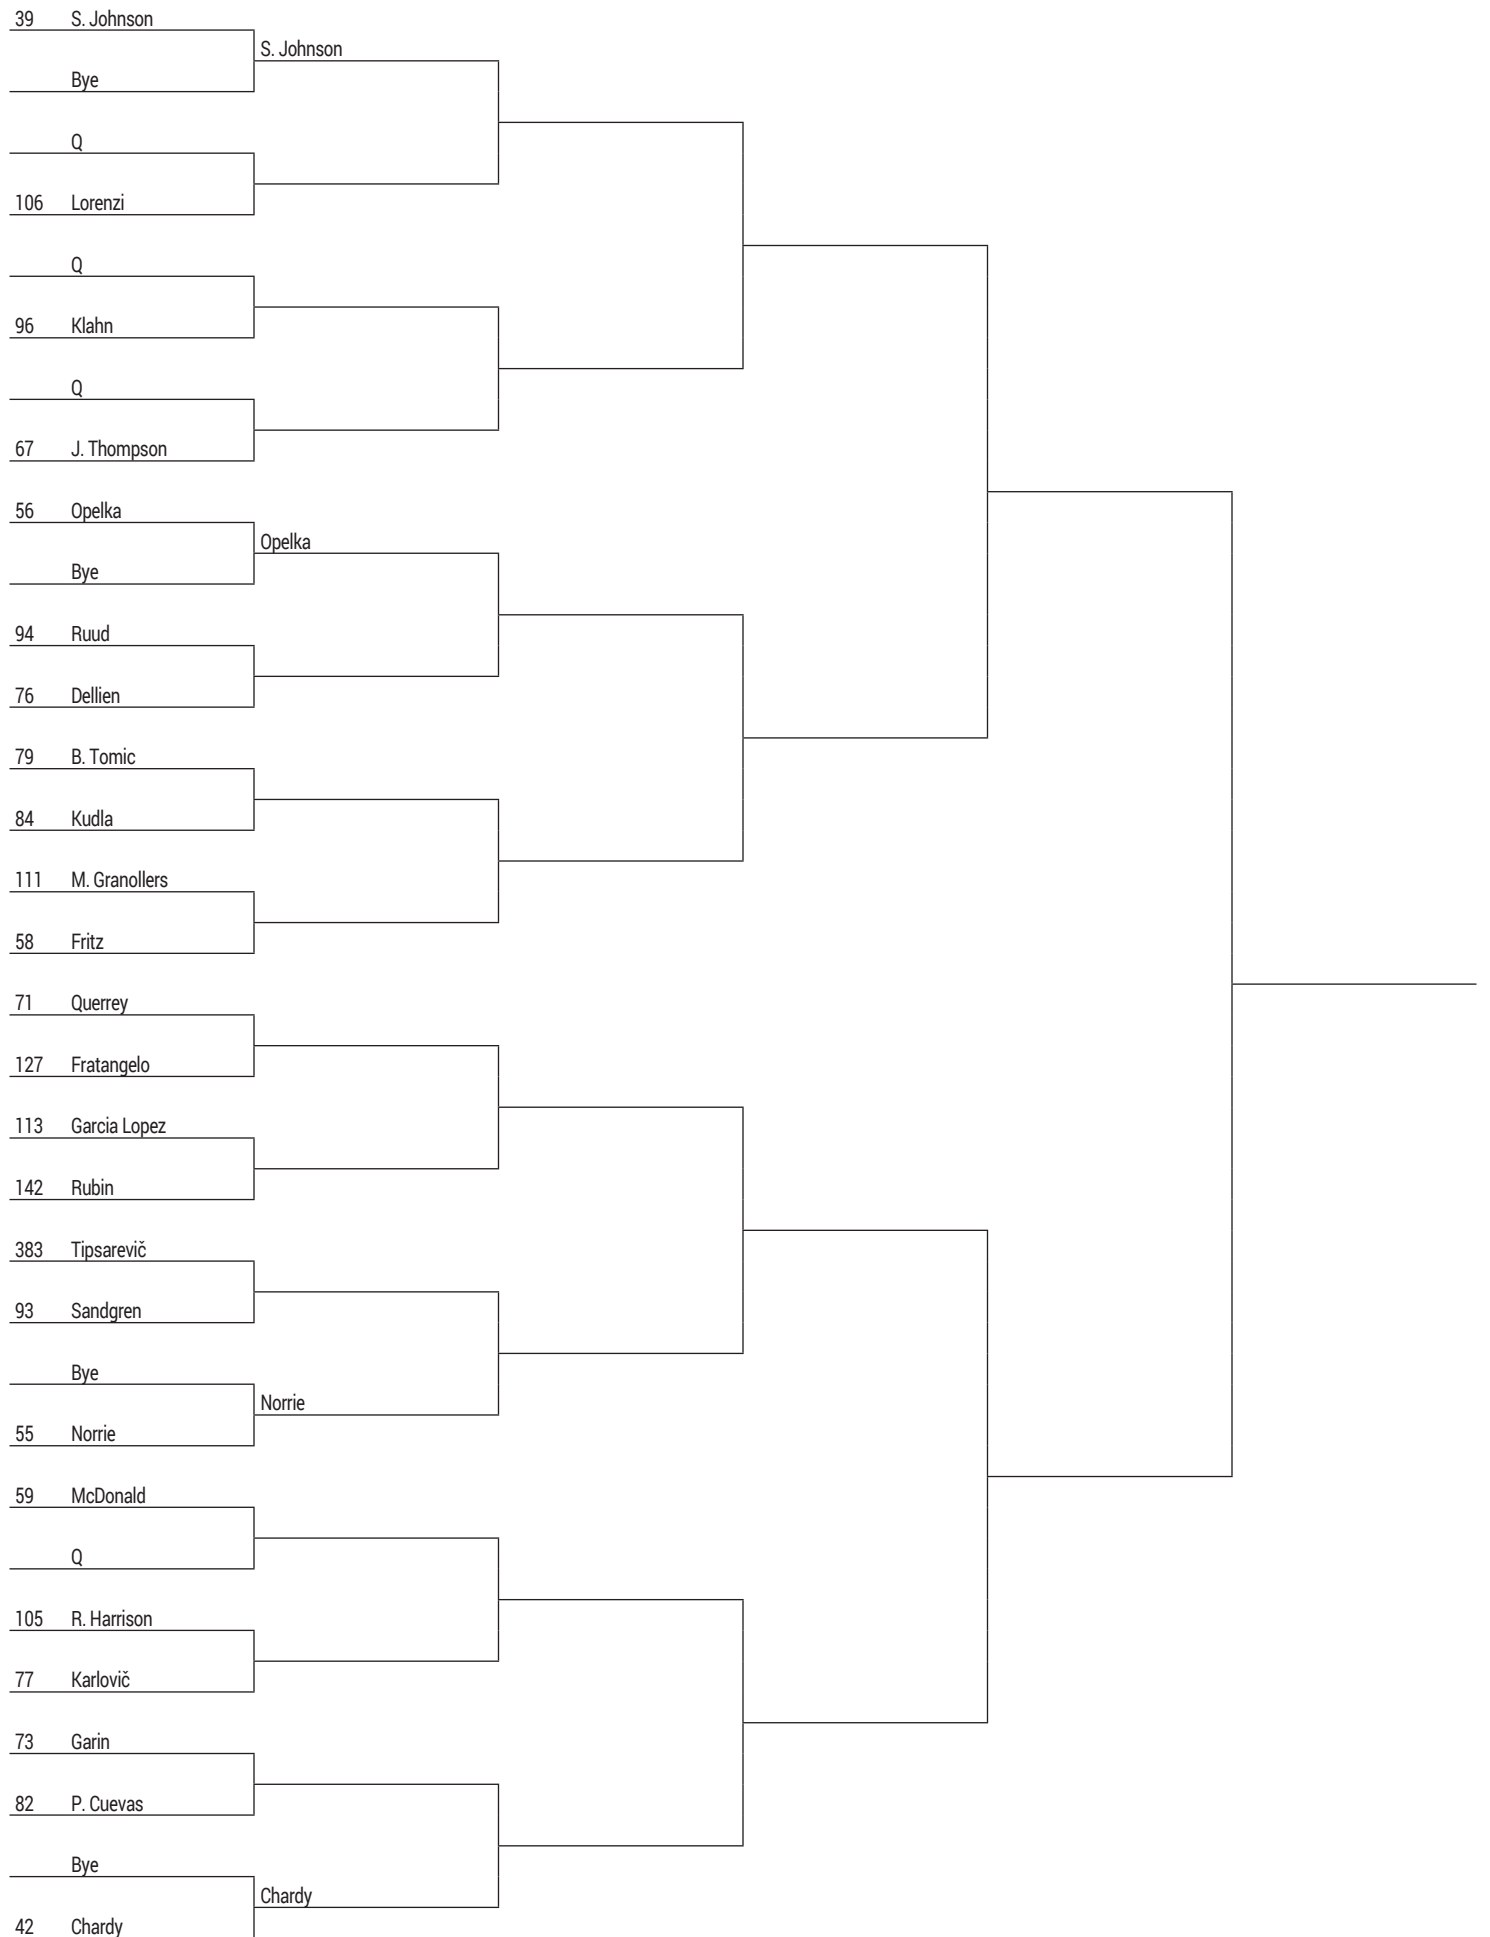 39 S. Johnson
S. Johnson
Bye
Q
106 Lorenzi
Q
96 Klahn
Q
67 J. Thompson
56 Opelka
Opelka
Bye
94 Ruud
76 Dellien
79 B. Tomic
84 Kudla
111 M. Granollers
58 Fritz
71 Querrey
127 Fratangelo
113 Garcia Lopez
142 Rubin
383 Tipsarevič
93 Sandgren
Bye
Norrie
55 Norrie
59 McDonald
Q
105 R. Harrison
77 Karlovič
73 Garin
82 P. Cuevas
Bye
Chardy
42 Chardy